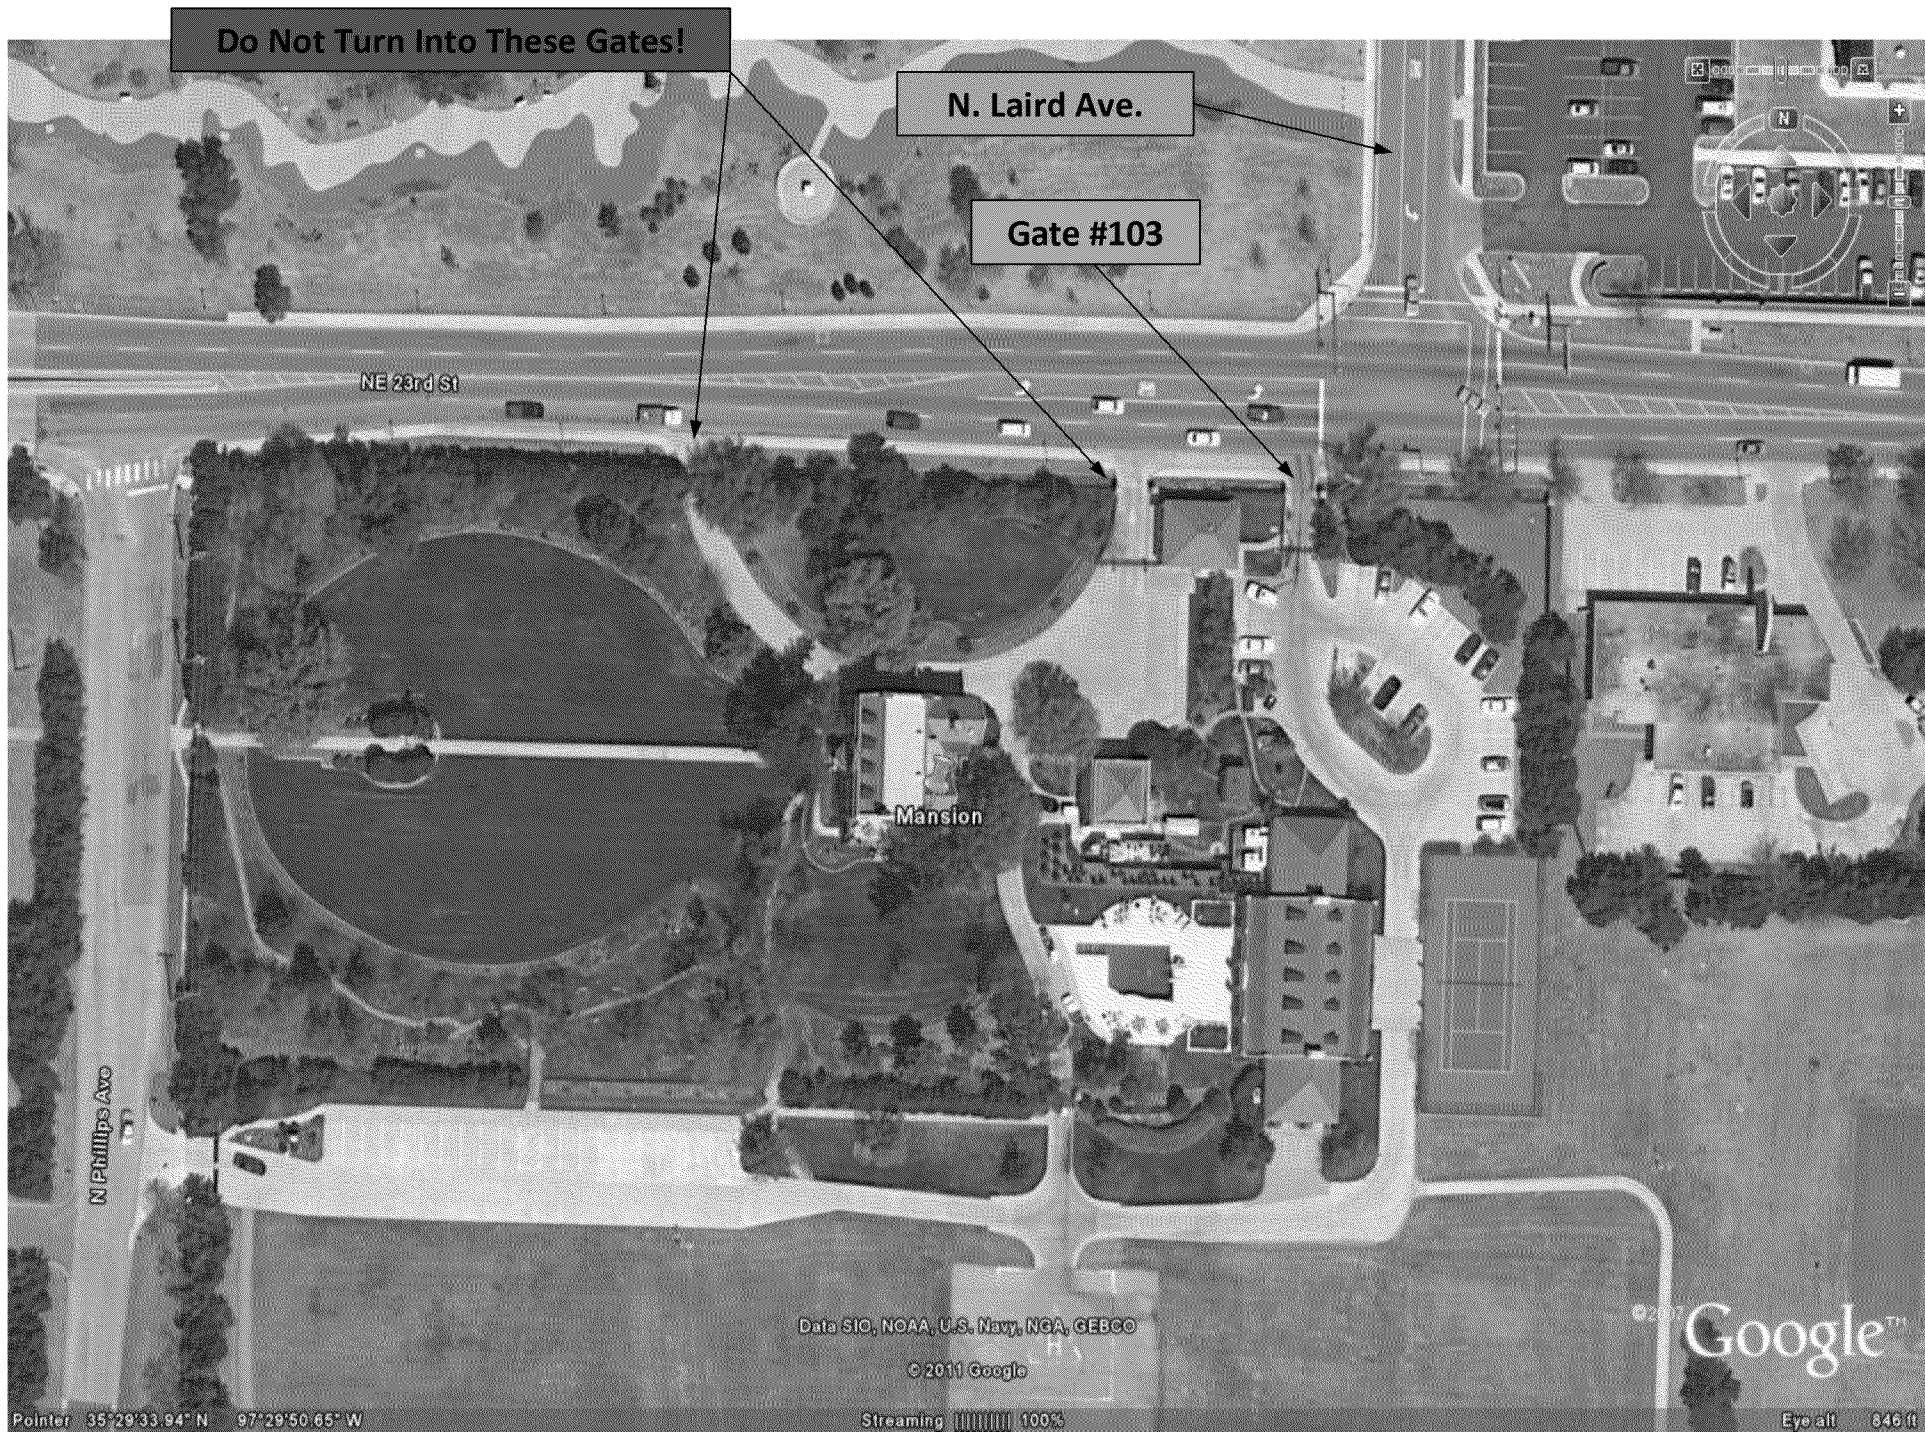 Do Not Turn Into These Gates!
N. Laird Ave.
N
Gate #103
NE 23rd St
Mansion
N Phillips Ave
Data SIO, NOAA, U.S. Navy, NGA, GEBCO
H
© 2011 Google
©2007 Google™
Pointer 35°29'33.94" N 97°29'50.65" W Streaming |||||||||| 100% Eye alt 846 ft